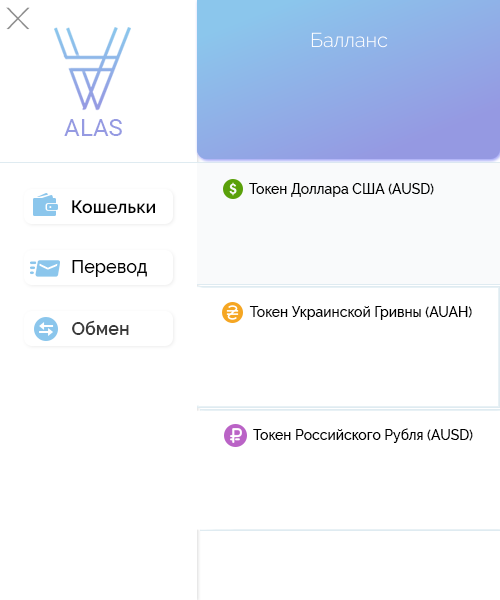 ALAS
Балланс
Кошельки
Перевод
Обмен
Токен Доллара США (AUSD)
Токен Украинской Гривны (AUAH)
Токен Российского Рубля (AUSD)